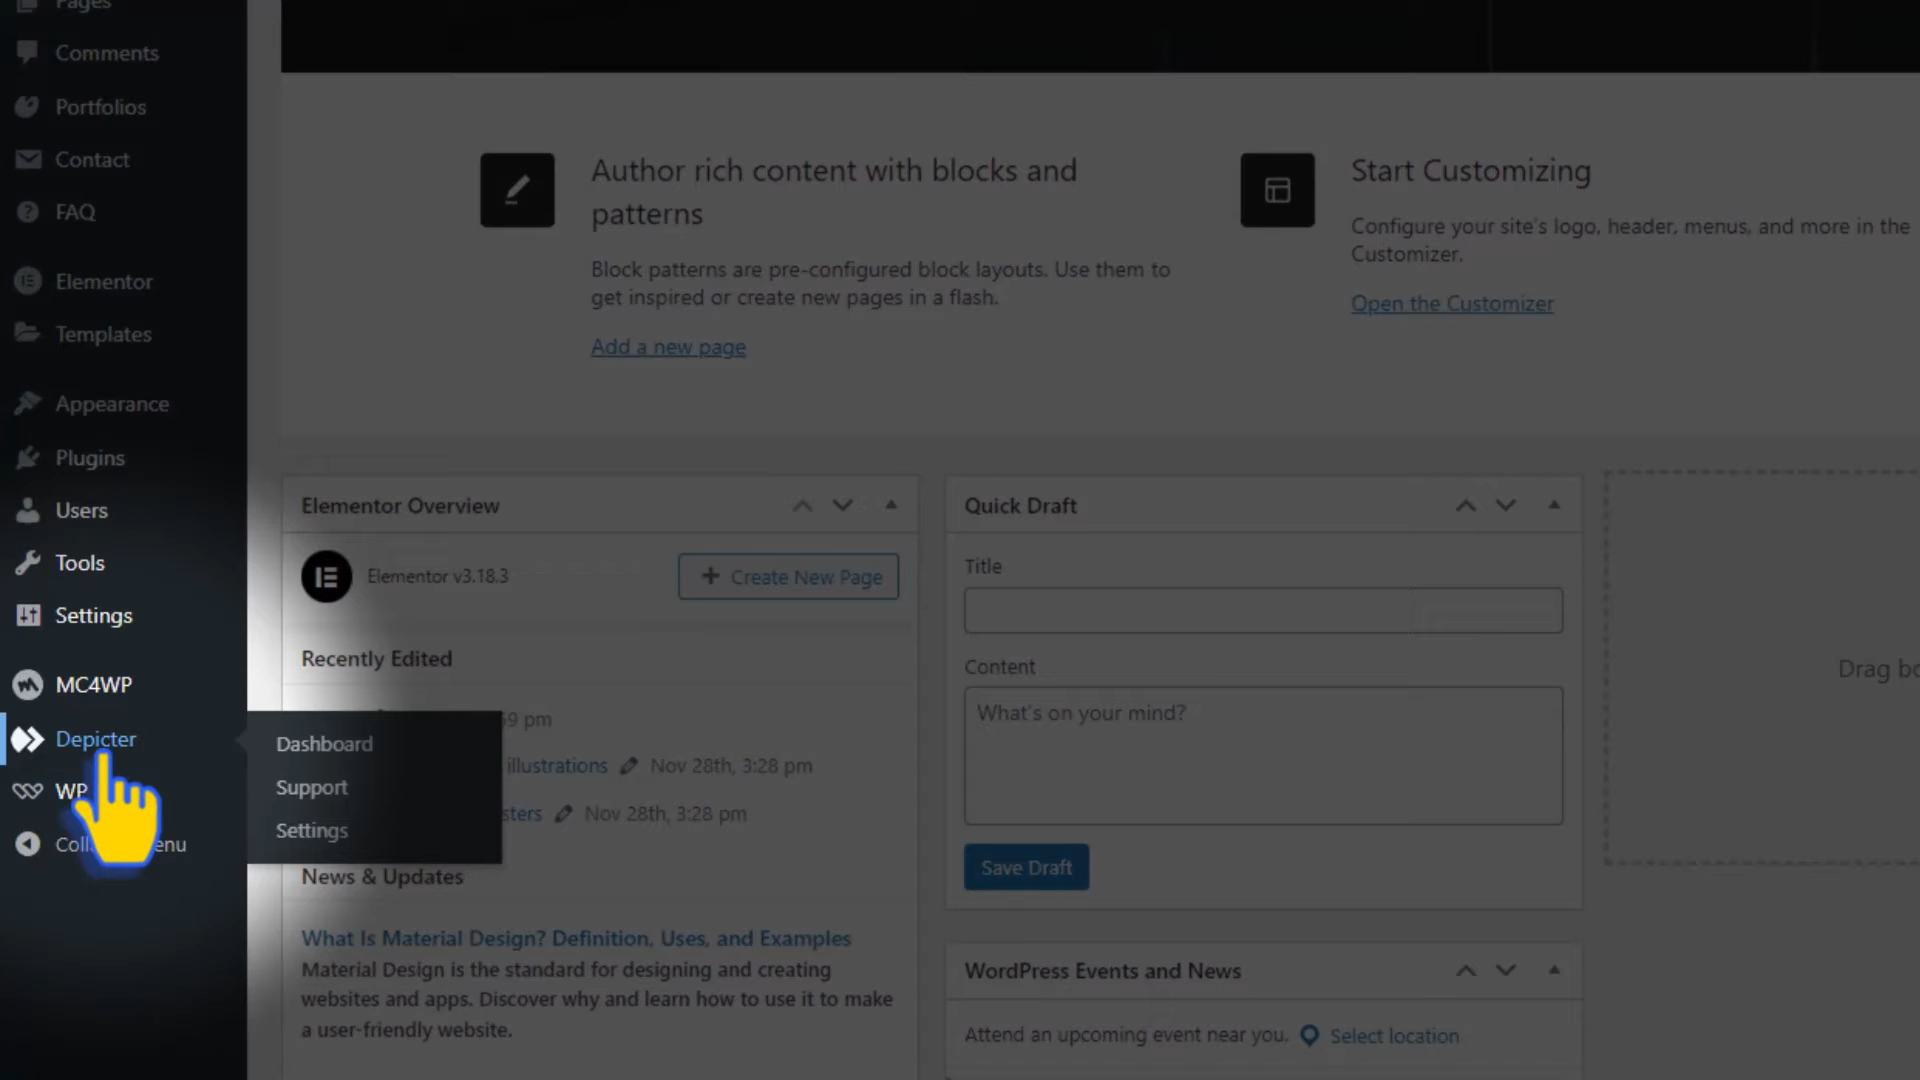 Pages
Comments
Portfolios
Contact
FAQ
Elementor
Templates
Appearance
Plugins
Users
Tools
Settings
MC4WP
Depicter
WP
Collapse menu
Dashboard
Support
Settings
Author rich content with blocks and
patterns
Block patterns are pre-configured block layouts. Use them to
get inspired or create new pages in a flash.
Add a new page
Start Customizing
Configure your site's logo, header, menus, and more in the
Customizer.
Open the Customizer
Elementor Overview
Elementor v3.18.3
+ Create New Page
Recently Edited
59 pm
illustrations Nov 28th, 3:28 pm
sters Nov 28th, 3:28 pm
News & Updates
What Is Material Design? Definition, Uses, and Examples
Material Design is the standard for designing and creating
websites and apps. Discover why and learn how to use it to make
a user-friendly website.
Quick Draft
Title
Content
What's on your mind?
Save Draft
WordPress Events and News
Attend an upcoming event near you. Select location
Drag bo